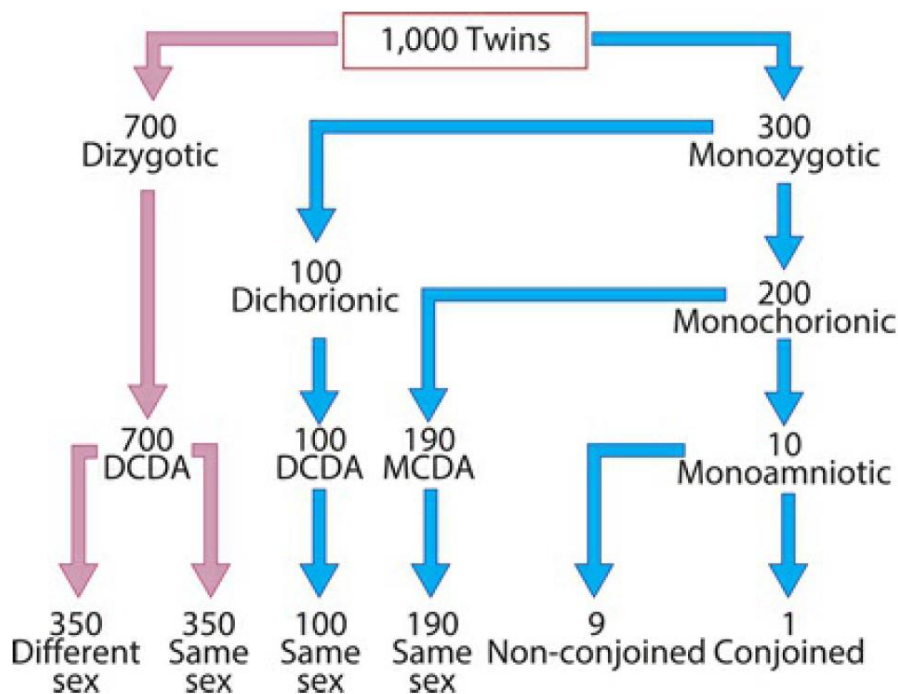 1,000 Twins
700
Dizygotic
300
Monozygotic
100
Dichorionic
200
Monochorionic
700
DCDA
100
DCDA
190
MCDA
10
Monoamniotic
350
Different
sex
350
Same
sex
100
Same
sex
190
Same
sex
9
Non-conjoined
1
Conjoined